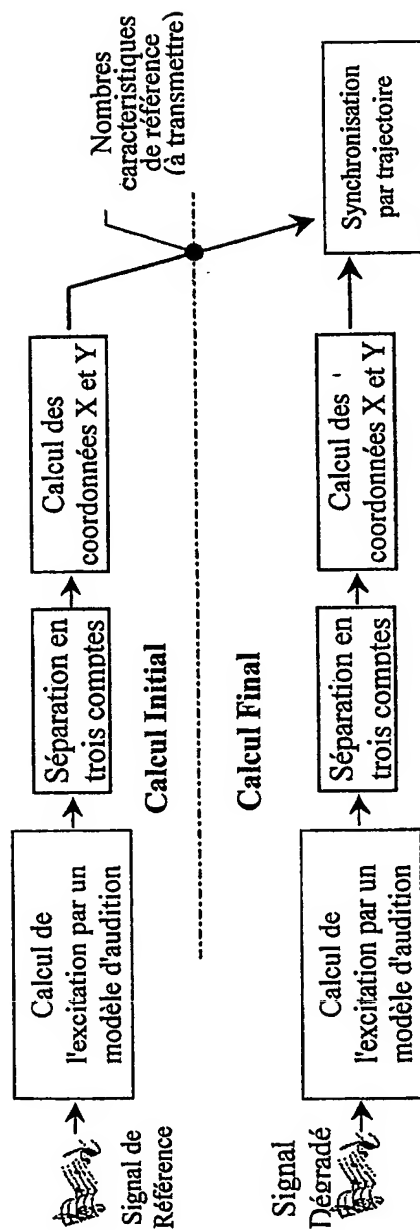 Signal de
Référence
Calcul de
l'excitation par un
modèle d'audition
Séparation en
trois comptes
Calcul des
coordonnées X et Y
Nombres
caractéristiques
de référence
(à transmettre)
Calcul Initial
Calcul Final
Signal
Dégradé
Calcul de
l'excitation par un
modèle d'audition
Séparation en
trois comptes
Calcul des
coordonnées X et Y
Synchronisation
par trajectoire